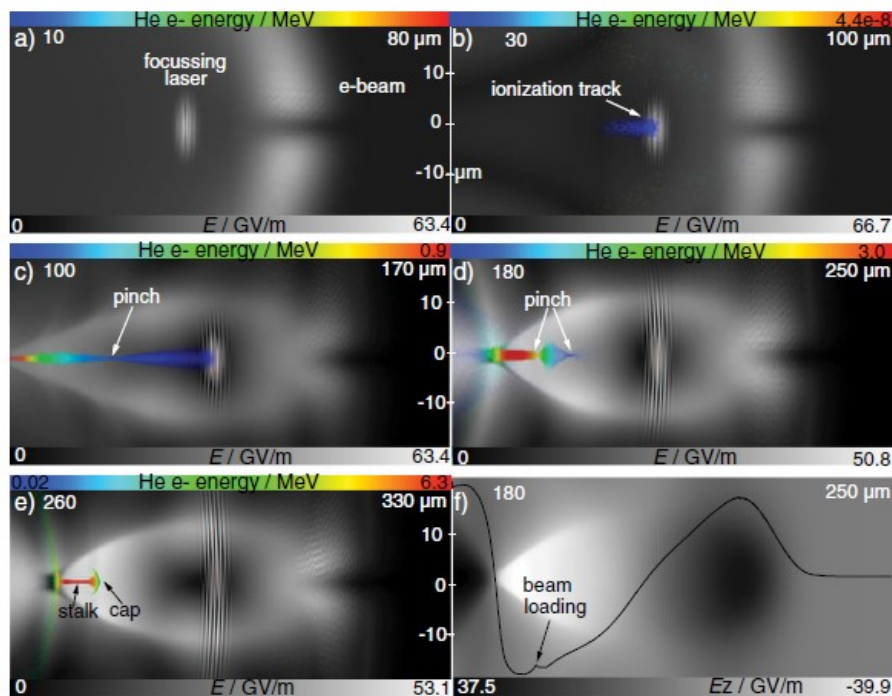 He e- energy / MeV
a) 10
80 µm
focussing
laser
e-beam
10
0
-10
µm
0
E / GV/m
63.4
He e- energy / MeV
4.4e-8
b) 30
100 µm
ionization track
E / GV/m
66.7
He e- energy / MeV
0.9
c) 100
170 µm
pinch
10
0
-10
0
E / GV/m
63.4
He e- energy / MeV
3.0
d) 180
250 µm
pinch
0
E / GV/m
50.8
0.02
He e- energy / MeV
6.3
e) 260
330 µm
stalk
cap
10
0
-10
0
E / GV/m
53.1
f) 180
250 µm
beam
loading
37.5
Ez / GV/m
-39.9